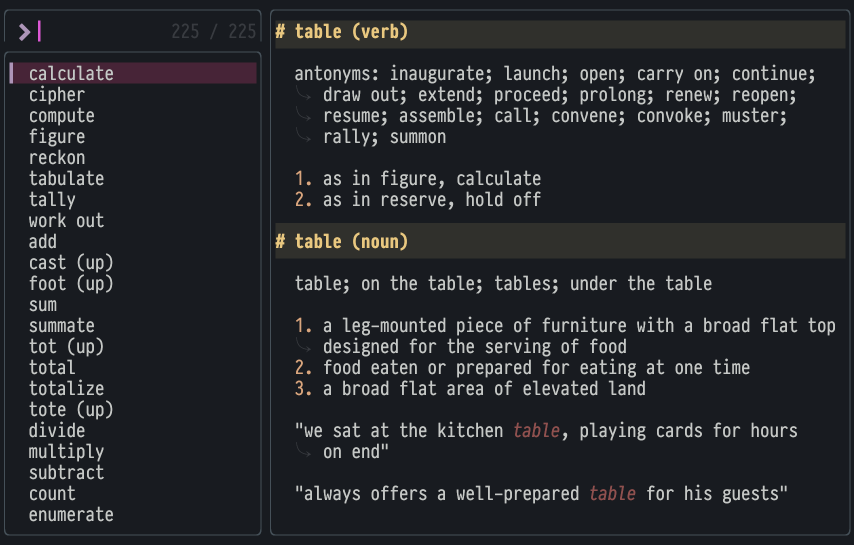 225 / 225
calculate
cipher
compute
figure
reckon
tabulate
tally
work out
add
cast (up)
foot (up)
sum
summate
tot (up)
total
totalize
tote (up)
divide
multiply
subtract
count
enumerate
# table (verb)
antonyms: inaugurate; launch; open; carry on; continue;
draw out; extend; proceed; prolong; renew; reopen;
resume; assemble; call; convene; convoke; muster;
rally; summon
1. as in figure, calculate
2. as in reserve, hold off
# table (noun)
table; on the table; tables; under the table
1. a leg-mounted piece of furniture with a broad flat top
designed for the serving of food
2. food eaten or prepared for eating at one time
3. a broad flat area of elevated land
"we sat at the kitchen table, playing cards for hours
on end"
"always offers a well-prepared table for his guests"